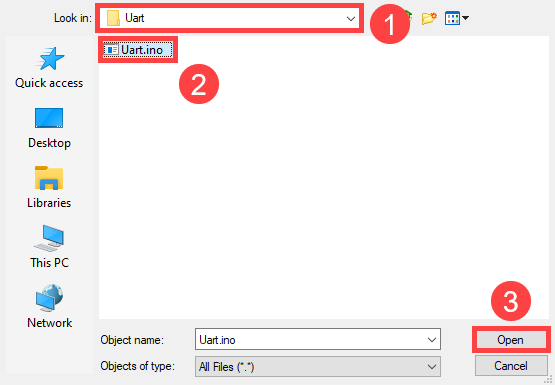 Look in: Uart 1
Uart.ino
2
Quick access
Desktop
Libraries
This PC
Network
3
Object name: Uart.ino Open
Objects of type: All Files (*.*) Cancel